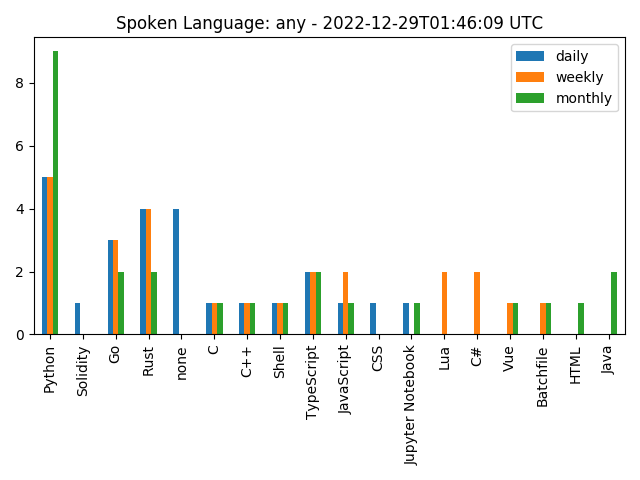 Spoken Language: any - 2022-12-29T01:46:09 UTC
daily
weekly
monthly
8
6
4
2
0
Python
Solidity
Go
Rust
none
C
C++
Shell
TypeScript
JavaScript
CSS
Jupyter Notebook
Lua
C#
Vue
Batchfile
HTML
Java